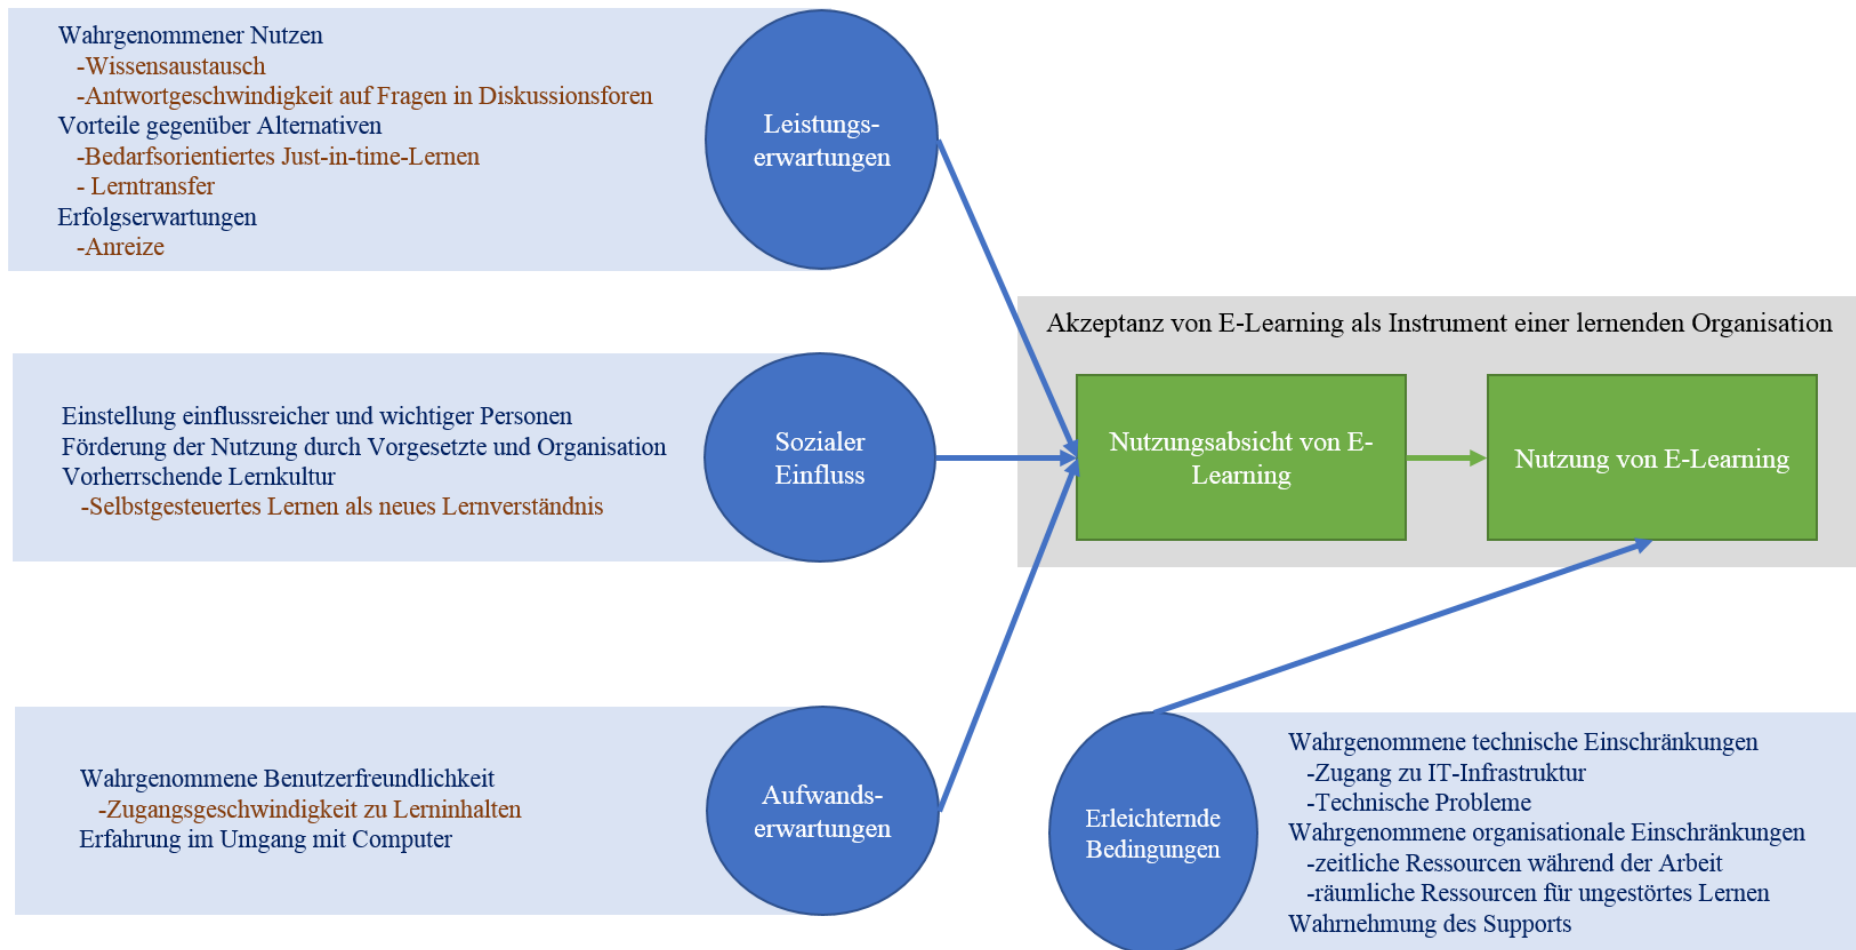 Wahrgenommener Nutzen
-Wissensaustausch
-Antwortgeschwindigkeit auf Fragen in Diskussionsforen
Vorteile gegenüber Alternativen
-Bedarfsorientiertes Just-in-time-Lernen
- Lerntransfer
Erfolgserwartungen
-Anreize
Leistungs-
erwartungen
Akzeptanz von E-Learning als Instrument einer lernenden Organisation
Einstellung einflussreicher und wichtiger Personen
Förderung der Nutzung durch Vorgesetzte und Organisation
Vorherrschende Lernkultur
-Selbstgesteuertes Lernen als neues Lernverständnis
Sozialer
Einfluss
Nutzungsabsicht von E-
Learning
Nutzung von E-Learning
Wahrgenommene Benutzerfreundlichkeit
-Zugangsgeschwindigkeit zu Lerninhalten
Erfahrung im Umgang mit Computer
Aufwands-
erwartungen
Erleichternde
Bedingungen
Wahrgenommene technische Einschränkungen
-Zugang zu IT-Infrastruktur
-Technische Probleme
Wahrgenommene organisationale Einschränkungen
-zeitliche Ressourcen während der Arbeit
-räumliche Ressourcen für ungestörtes Lernen
Wahrnehmung des Supports